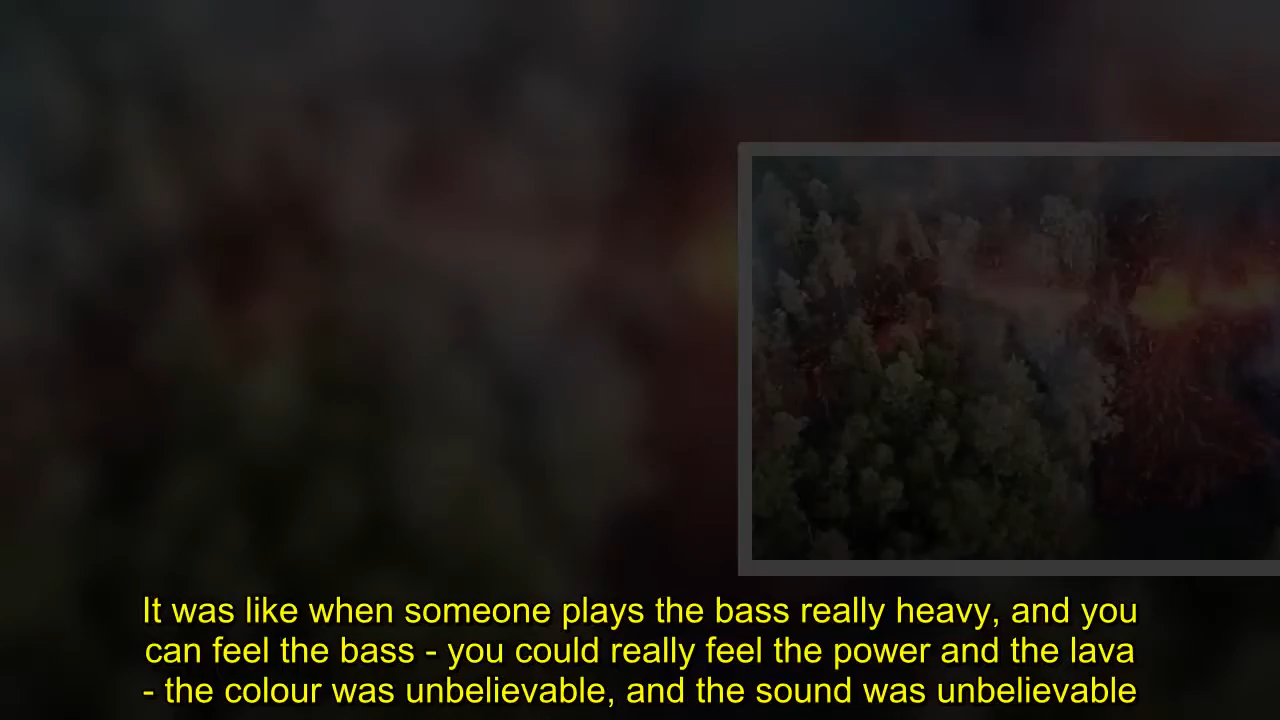 It was like when someone plays the bass really heavy, and you
can feel the bass - you could really feel the power and the lava
- the colour was unbelievable, and the sound was unbelievable